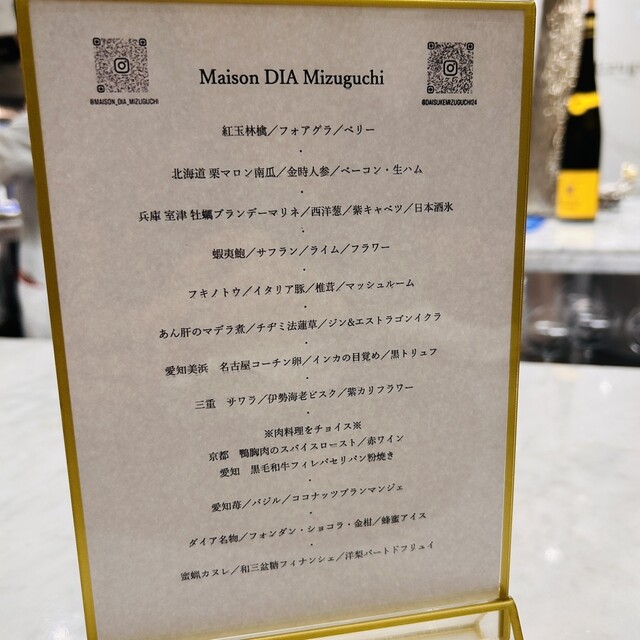 Maison DIA Mizuguchi
@MAISON_DIA_MIZUGUCHI
@DAISUKEMIZUGUCHI24
紅玉林檎／フォアグラ／ベリー
・
北海道 栗マロン南瓜／金時人参／ベーコン・生ハム
・
兵庫 室津 牡蠣ブランデーマリネ／西洋葱／紫キャベツ／日本酒氷
・
蝦夷鮑／サフラン／ライム／フラワー
・
フキノトウ／イタリア豚／椎茸／マッシュルーム
・
あん肝のマデラ煮／チヂミ法蓮草／ジン&エストラゴンイクラ
・
愛知美浜　名古屋コーチン卵／インカの目覚め／黒トリュフ
・
三重　サワラ／伊勢海老ビスク／紫カリフラワー
・
※肉料理をチョイス※
京都　鴨胸肉のスパイスロースト／赤ワイン
愛知　黒毛和牛フィレパセリパン粉焼き
・
愛知苺／バジル／ココナッツブランマンジェ
・
ダイア名物／フォンダン・ショコラ・金柑／蜂蜜アイス
・
蜜蝋カヌレ／和三盆糖フィナンシェ／洋梨パートドフリュイ